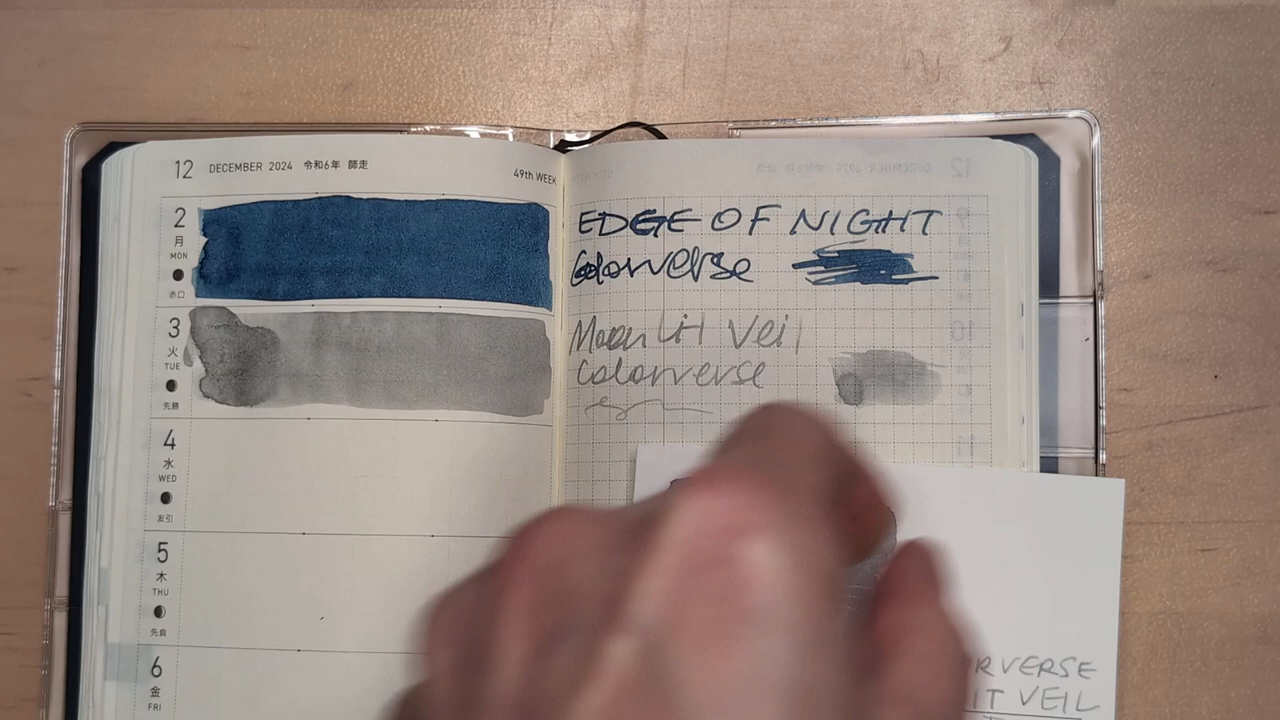 12 DECEMBER 2024 令和6年 師走
49th WEEK
2
月
MON
赤口
3
火
TUE
先勝
4
水
WED
友引
5
木
THU
先負
6
金
FRI
EDGE OF NIGHT
Colorverse
Moon Lit Veil
Colorverse
RVERSE
IT VEIL